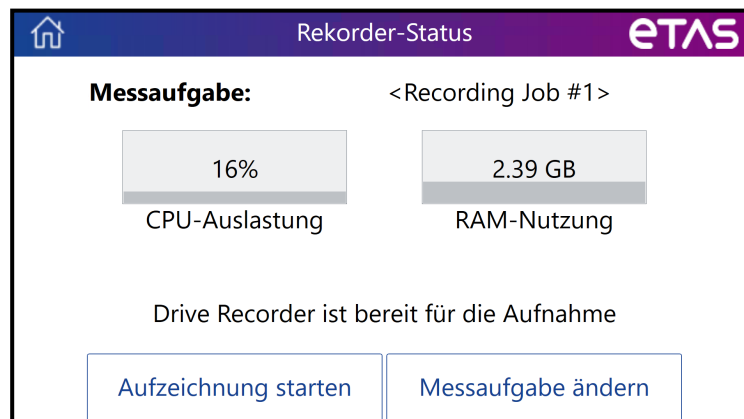 Rekorder-Status
eTAS
Messaufgabe: <Recording Job #1>
16% 2.39 GB
CPU-Auslastung RAM-Nutzung
Drive Recorder ist bereit für die Aufnahme
Aufzeichnung starten Messaufgabe ändern